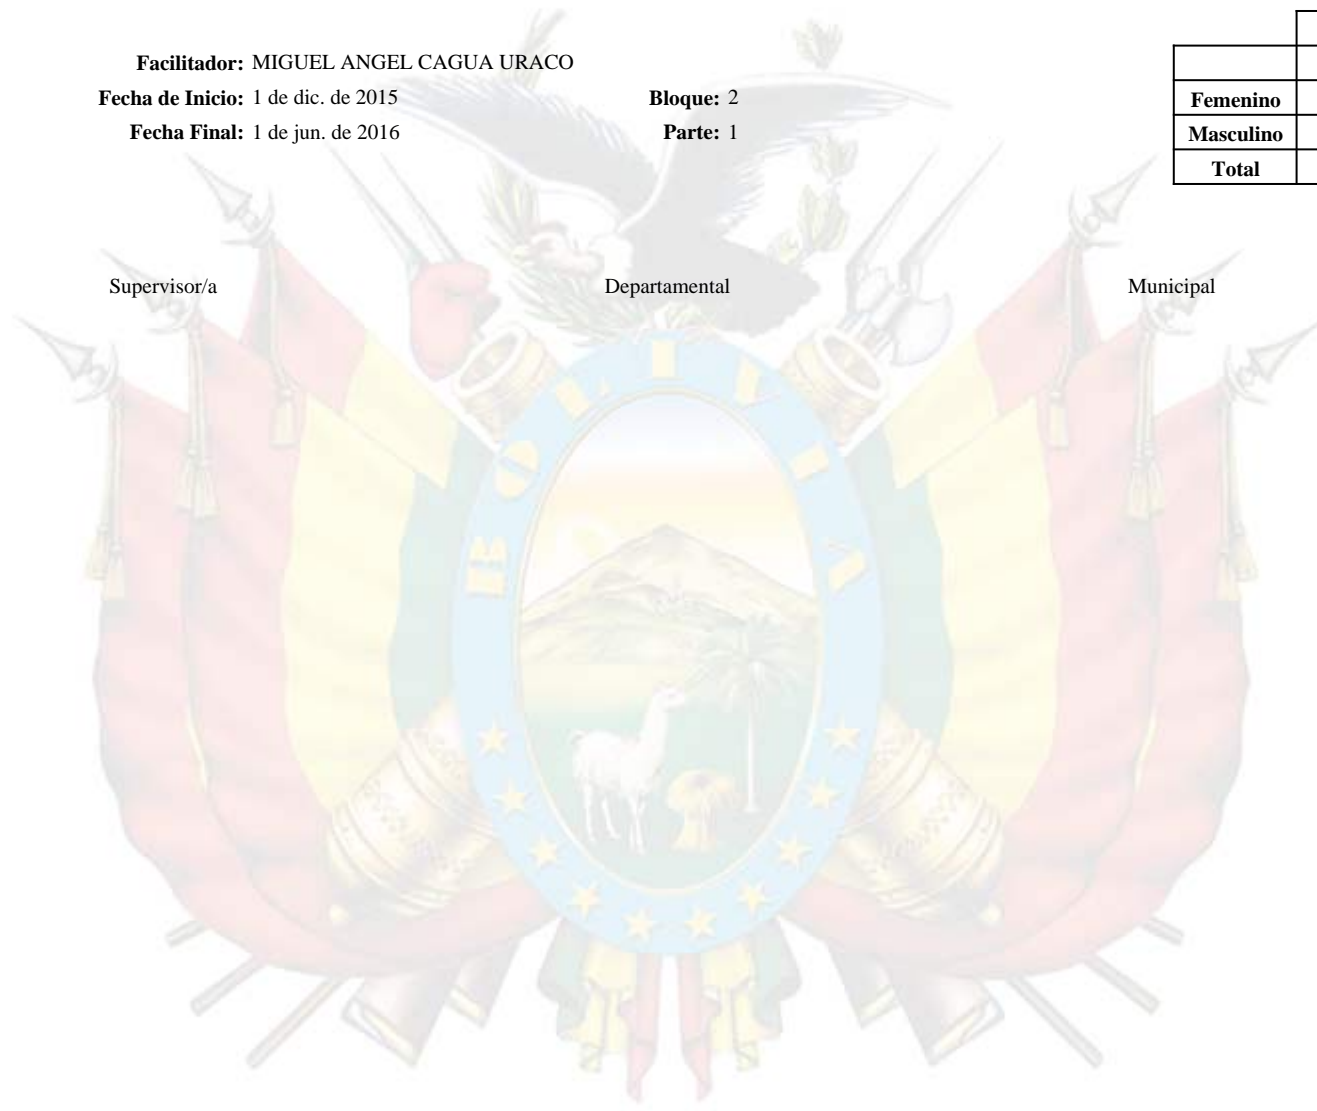 Facilitador: MIGUEL ANGEL CAGUA URACO
Fecha de Inicio: 1 de dic. de 2015 Bloque: 2
Fecha Final: 1 de jun. de 2016 Parte: 1
Femenino
Masculino
Total
Supervisor/a Departamental Municipal
BOLIVIA